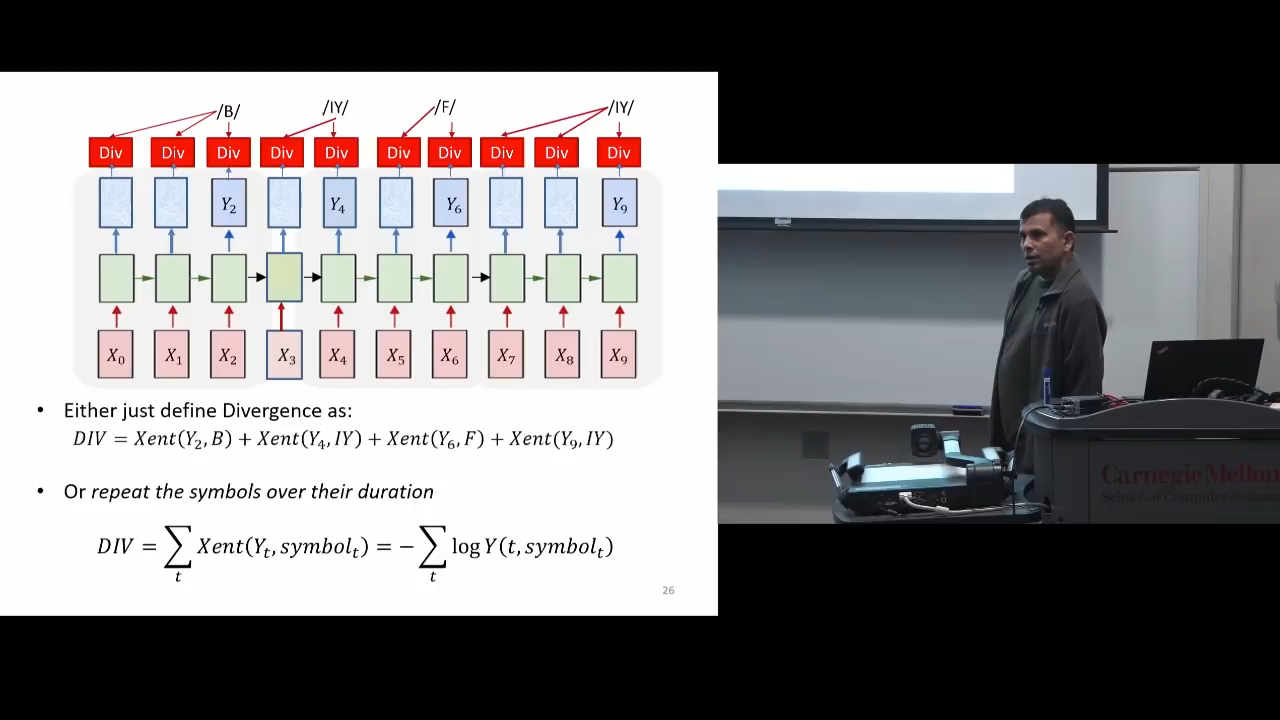 /B/ /IY/ /F/ /IY/
Div Div Div Div Div Div Div Div Div Div
Y₂ Y₄ Y₆ Y₉
X₀ X₁ X₂ X₃ X₄ X₅ X₆ X₇ X₈ X₉
• Either just define Divergence as:
DIV = Xent(Y₂, B) + Xent(Y₄, IY) + Xent(Y₆, F) + Xent(Y₉, IY)
• Or repeat the symbols over their duration
DIV = ∑ₜ Xent(Yₜ, symbolₜ) = − ∑ₜ log Y(t, symbolₜ)
26
Carnegie Mellon
School of Computer Science